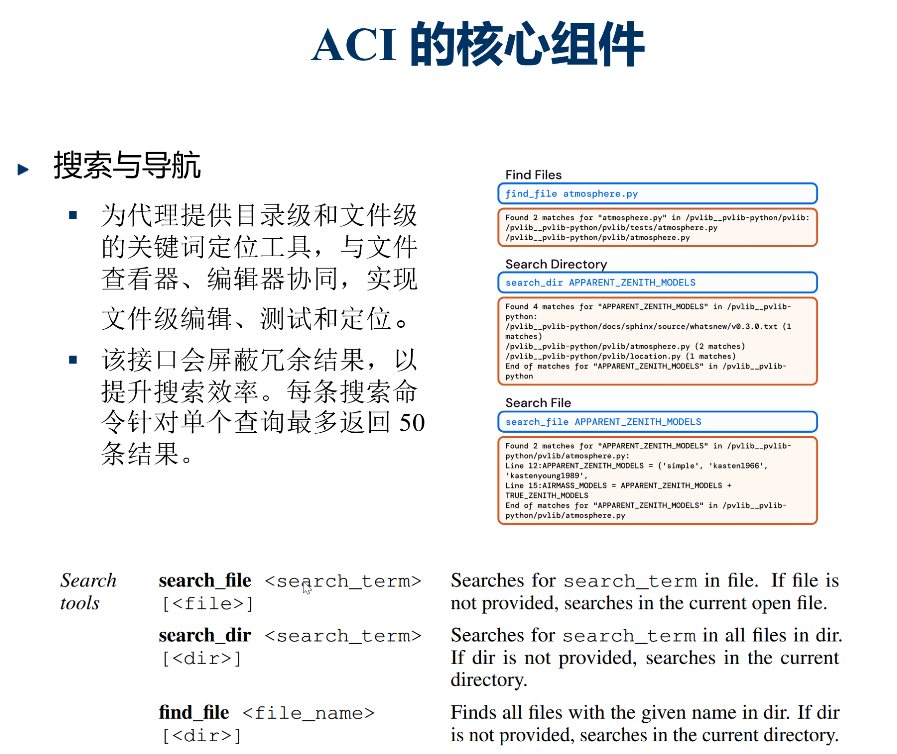 ACI 的核心组件
搜索与导航
为代理提供目录级和文件级
的关键词定位工具，与文件
查看器、编辑器协同，实现
文件级编辑、测试和定位。
该接口会屏蔽冗余结果，以
提升搜索效率。每条搜索命
令针对单个查询最多返回 50
条结果。
Find Files
find_file atmosphere.py
Found 2 matches for "atmosphere.py" in /pvlib__pvlib-python/pvlib:
/pvlib__pvlib-python/pvlib/tests/atmosphere.py
/pvlib__pvlib-python/pvlib/atmosphere.py
Search Directory
search_dir APPARENT_ZENITH_MODELS
Found 4 matches for "APPARENT_ZENITH_MODELS" in /pvlib__pvlib-
python:
/pvlib__pvlib-python/docs/sphinx/source/whatsnew/v0.3.0.txt (1
matches)
/pvlib__pvlib-python/pvlib/atmosphere.py (2 matches)
/pvlib__pvlib-python/pvlib/location.py (1 matches)
End of matches for "APPARENT_ZENITH_MODELS" in /pvlib__pvlib-
python
Search File
search_file APPARENT_ZENITH_MODELS
Found 2 matches for "APPARENT_ZENITH_MODELS" in /pvlib__pvlib-
python/pvlib/atmosphere.py:
Line 12:APPARENT_ZENITH_MODELS = ('simple', 'kasten1966',
'kastenyoung1989',
Line 15:AIRMASS_MODELS = APPARENT_ZENITH_MODELS +
TRUE_ZENITH_MODELS
End of matches for "APPARENT_ZENITH_MODELS" in /pvlib__pvlib-
python/pvlib/atmosphere.py
Search
tools
search_file <search_term>
[<file>]
Searches for search_term in file. If file is
not provided, searches in the current open file.
search_dir <search_term>
[<dir>]
Searches for search_term in all files in dir.
If dir is not provided, searches in the current
directory.
find_file <file_name>
[<dir>]
Finds all files with the given name in dir. If dir
is not provided, searches in the current directory.